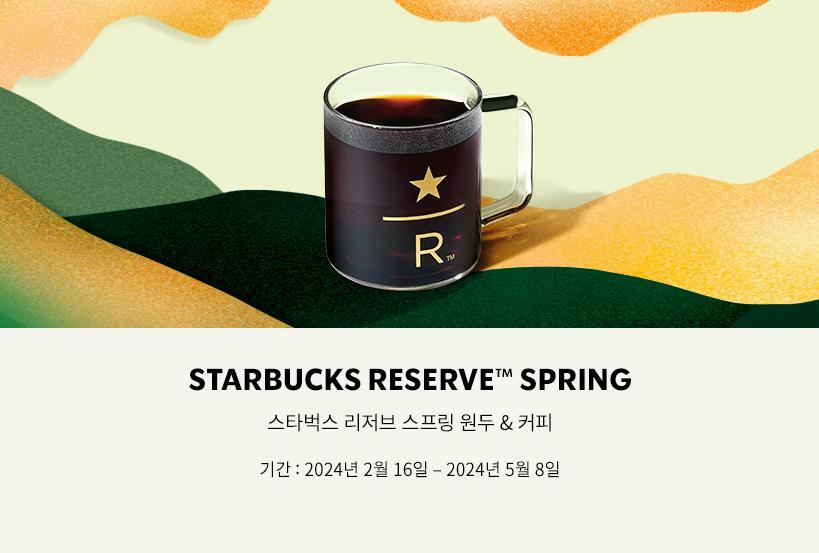 R™
STARBUCKS RESERVE™ SPRING
스타벅스 리저브 스프링 원두 & 커피
기간 : 2024년 2월 16일 – 2024년 5월 8일